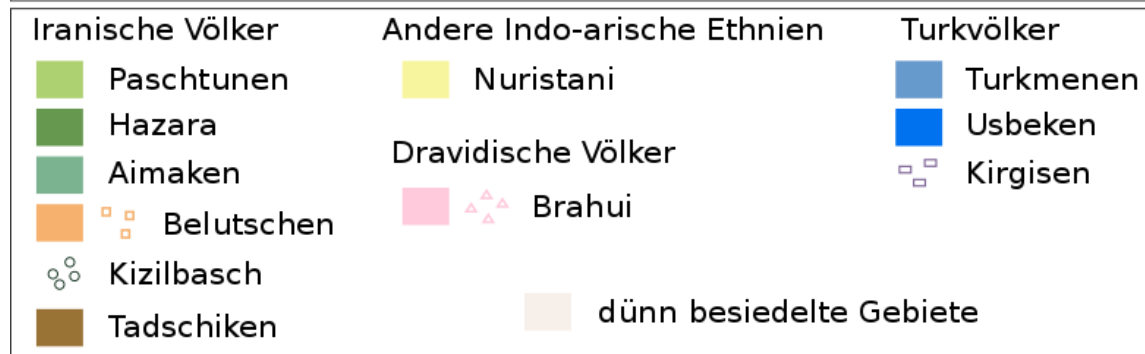 Iranische Völker
Paschtunen
Hazara
Aimaken
Belutschen
Kizilbasch
Tadschiken
Andere Indo-arische Ethnien
Nuristani
Dravidische Völker
Brahui
dünn besiedelte Gebiete
Turkvölker
Turkmenen
Usbeken
Kirgisen